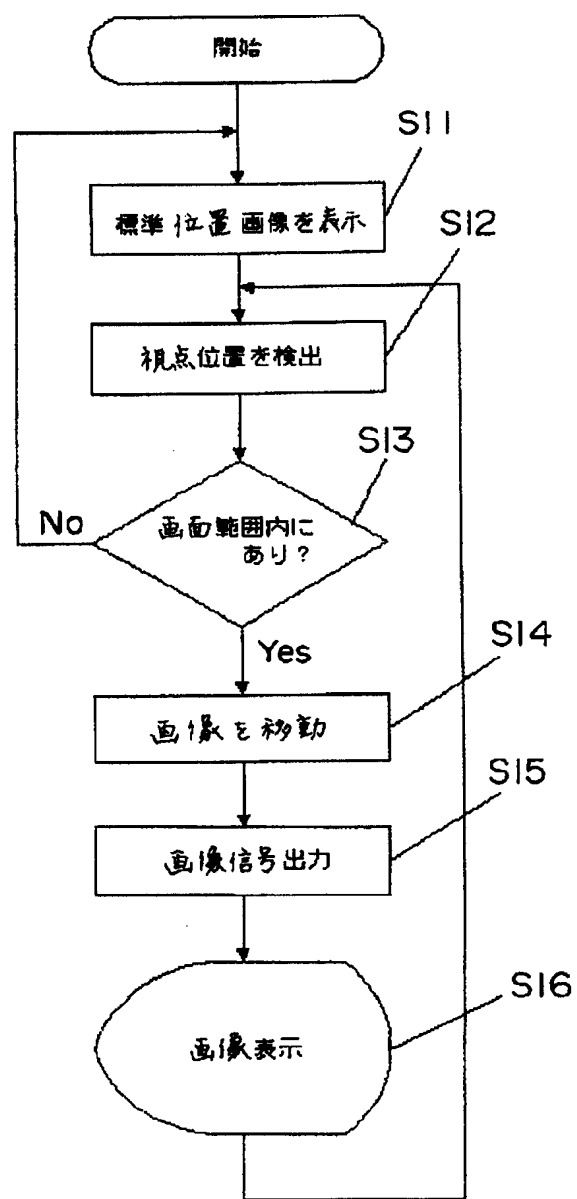 開始
S11
標準位置画像を表示
S12
視点位置を検出
S13
画面範囲内に
あり?
No
Yes
S14
画像を移動
S15
画像信号出力
S16
画像表示